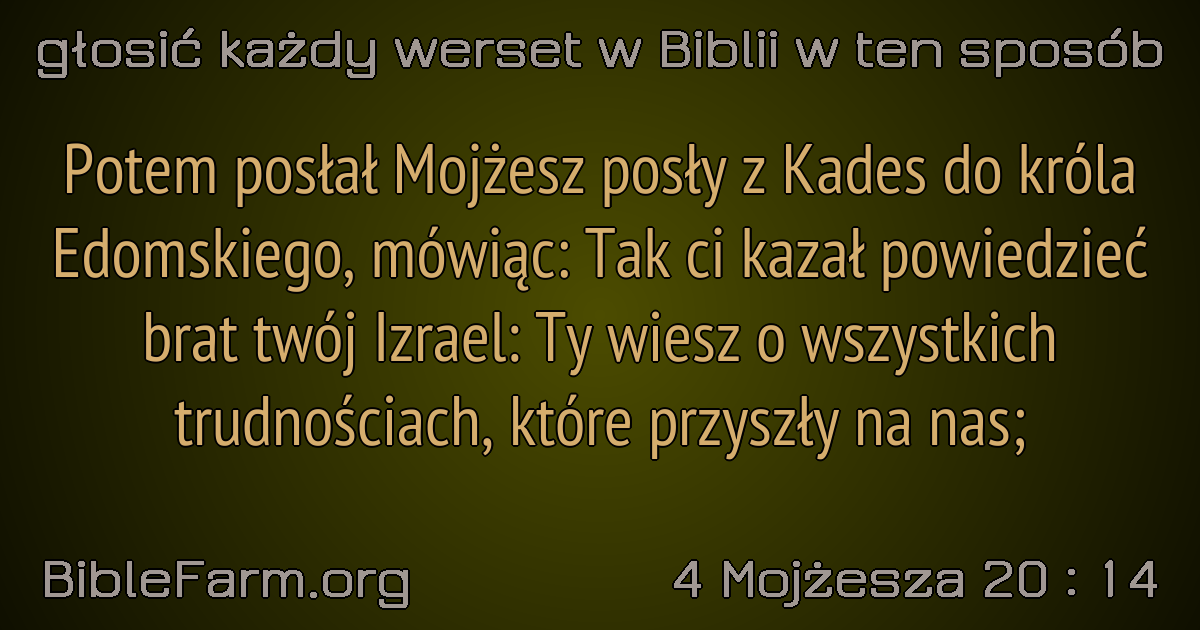 głosić każdy werset w Biblii w ten sposób
Potem posłał Mojżesz posły z Kades do króla
Edomskiego, mówiąc: Tak ci kazał powiedzieć
brat twój Izrael: Ty wiesz o wszystkich
trudnościach, które przyszły na nas;
BibleFarm.org
4 Mojżesza 20 : 14